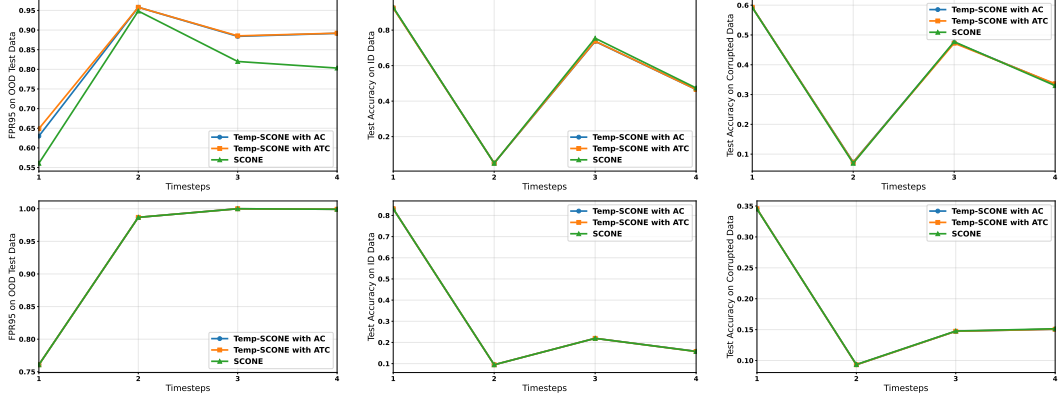 FPR95 on OOD Test Data
0.95
0.90
0.85
0.80
0.75
0.70
0.65
0.60
0.55
1 2 3 4
Timesteps
Temp-SCONE with AC
Temp-SCONE with ATC
SCONE
Test Accuracy on ID Data
0.8
0.6
0.4
0.2
1 2 3 4
Timesteps
Temp-SCONE with AC
Temp-SCONE with ATC
SCONE
Test Accuracy on Corrupted Data
0.6
0.5
0.4
0.3
0.2
0.1
1 2 3 4
Timesteps
Temp-SCONE with AC
Temp-SCONE with ATC
SCONE
FPR95 on OOD Test Data
1.00
0.95
0.90
0.85
0.80
0.75
1 2 3 4
Timesteps
Temp-SCONE with AC
Temp-SCONE with ATC
SCONE
Test Accuracy on ID Data
0.8
0.7
0.6
0.5
0.4
0.3
0.2
0.1
1 2 3 4
Timesteps
Temp-SCONE with AC
Temp-SCONE with ATC
SCONE
Test Accuracy on Corrupted Data
0.35
0.30
0.25
0.20
0.15
0.10
1 2 3 4
Timesteps
Temp-SCONE with AC
Temp-SCONE with ATC
SCONE